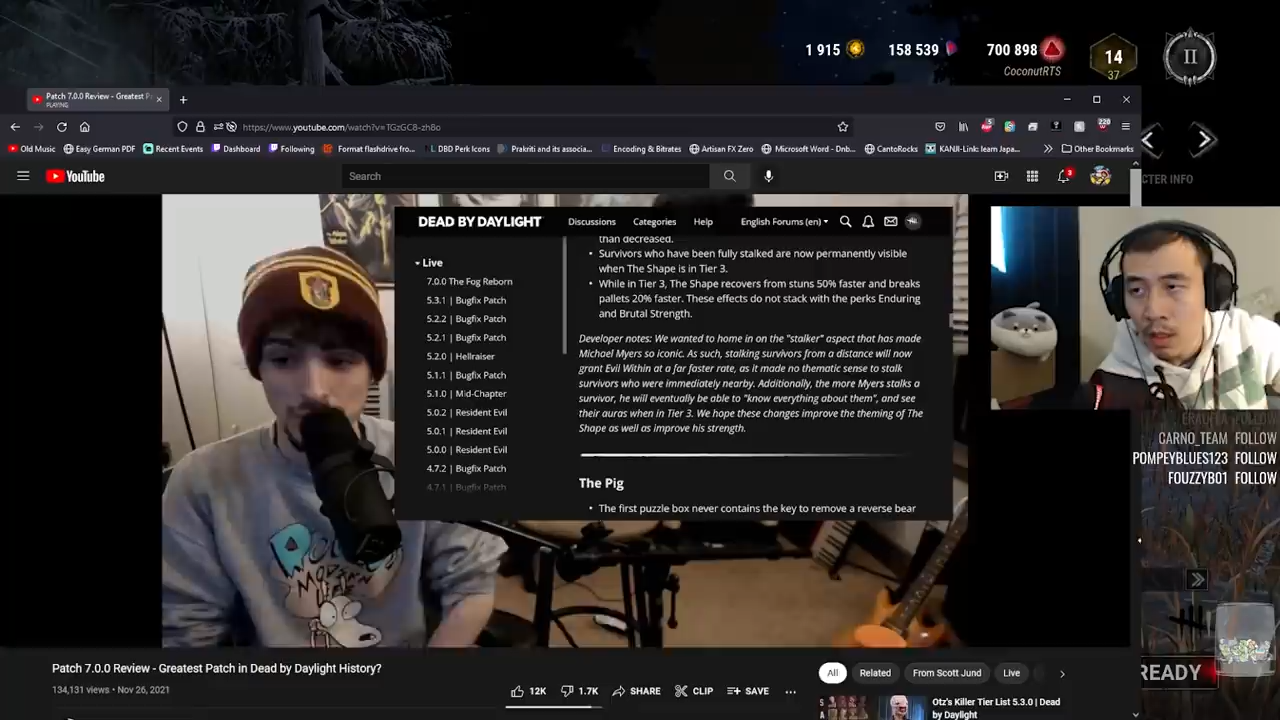 1 915
158 539
700 898
CoconutRTS
14
37
II
Patch 7.0.0 Review - Greatest P
PLAYING
https://www.youtube.com/watch?v=TGzGC8-zh8o
Old Music
Easy German PDF
Recent Events
Dashboard
Following
Format flashdrive fro...
DBD Perk Icons
Prakriti and its associa...
Encoding & Bitrates
Artisan FX Zero
Microsoft Word - Dnb...
CantoRocks
KANJI-Link: learn Japa...
Other Bookmarks
CTER INFO
YouTube
Search
3
DEAD BY DAYLIGHT
Discussions
Categories
Help
English Forums (en)
Live
7.0.0 The Fog Reborn
5.3.1 | Bugfix Patch
5.2.2 | Bugfix Patch
5.2.1 | Bugfix Patch
5.2.0 | Hellraiser
5.1.1 | Bugfix Patch
5.1.0 | Mid-Chapter
5.0.2 | Resident Evil
5.0.1 | Resident Evil
5.0.0 | Resident Evil
4.7.2 | Bugfix Patch
4.7.1 | Bugfix Patch
than decreased.
• Survivors who have been fully stalked are now permanently visible
when The Shape is in Tier 3.
• While in Tier 3, The Shape recovers from stuns 50% faster and breaks
pallets 20% faster. These effects do not stack with the perks Enduring
and Brutal Strength.
Developer notes: We wanted to home in on the "stalker" aspect that has made
Michael Myers so iconic. As such, stalking survivors from a distance will now
grant Evil Within at a far faster rate, as it made no thematic sense to stalk
survivors who were immediately nearby. Additionally, the more Myers stalks a
survivor, he will eventually be able to "know everything about them", and see
their auras when in Tier 3. We hope these changes improve the theming of The
Shape as well as improve his strength.
The Pig
• The first puzzle box never contains the key to remove a reverse bear
CARNO_TEAM FOLLOW
POMPEYBLUES123 FOLLOW
FOUZZYB01 FOLLOW
READY
Patch 7.0.0 Review - Greatest Patch in Dead by Daylight History?
134,131 views • Nov 26, 2021
12K
1.7K
SHARE
CLIP
SAVE
All
Related
From Scott Jund
Live
Otz's Killer Tier List 5.3.0 | Dead
by Daylight